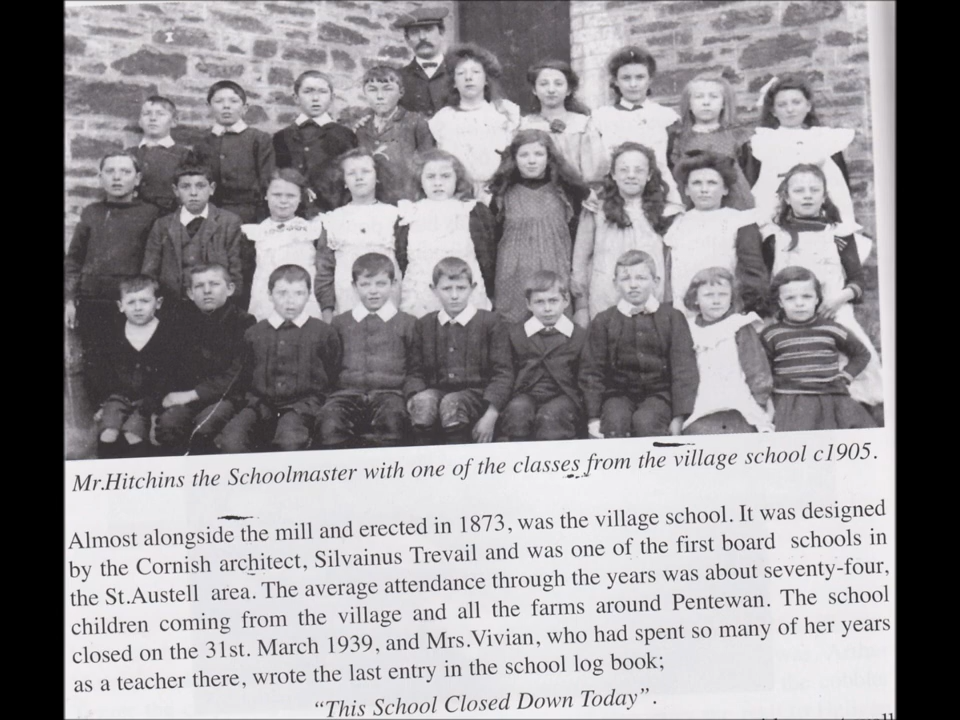 Mr.Hitchins the Schoolmaster with one of the classes from the village school c1905.
Almost alongside the mill and erected in 1873, was the village school. It was designed
by the Cornish architect, Silvainus Trevail and was one of the first board schools in
the St.Austell area. The average attendance through the years was about seventy-four,
children coming from the village and all the farms around Pentewan. The school
closed on the 31st. March 1939, and Mrs.Vivian, who had spent so many of her years
as a teacher there, wrote the last entry in the school log book;
“This School Closed Down Today”.
11